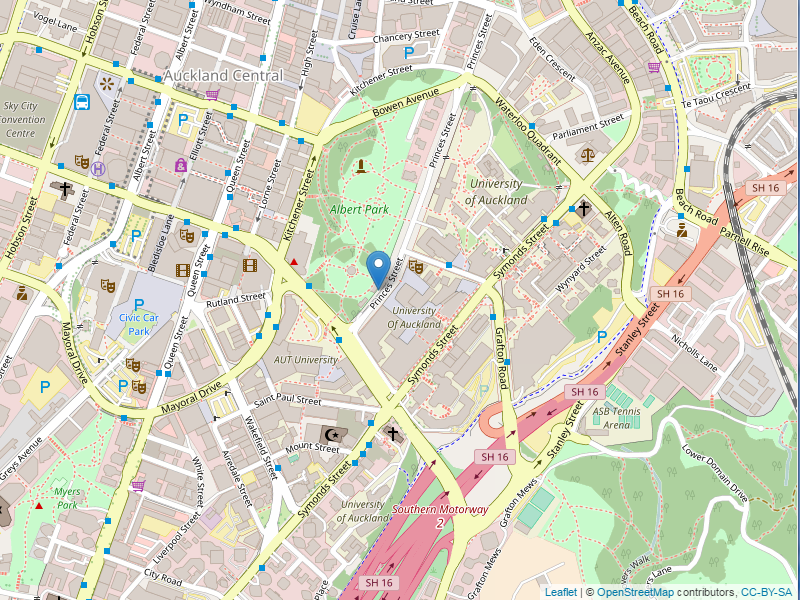 Vogel Lane
Hobson St
Federal Street
Albert Street
Wyndham Street
High Street
Cruise Lane
Chancery Street
Bowen Street
Princes Street
Eden Crescent
Anzac Avenue
Beach Road
Auckland Central
Kitchener Street
Bowen Avenue
Te Taou Crescent
Waterloo Quadrant
Parliament Street
Sky City
Convention
Centre
Federal Street
Albert Street
Elliott Street
Queen Street
Lorne Street
Kitchener Street
Princes Street
University
of Auckland
Albert Park
SH 16
Hobson Street
Federal Street
Bledisloe Lane
Queen Street
Symonds Street
Alten Road
Beach Road
Parnell Rise
Wynyard Street
Princes Street
SH 16
Rutland Street
Civic Car
Park
University
Of Auckland
Grafton Road
Stanley Street
Nicholls Lane
Mayoral Drive
Queen Street
AUT University
Symonds Street
Street
SH 16
ASB Tennis
Arena
Mayoral Drive
Saint Paul Street
Wakefield Street
Mount Street
Stanley Street
SH 16
Lower Domain Drive
Greys Avenue
White Street
Airedale Street
Symonds Street
Myers
Park
University
of Auckland
Southern Motorway
2
Grafton Mews
Liverpool Street
City Road
Place
SH 16
Grafton Mews
vers Walk
ers Lane
Leaflet | © OpenStreetMap contributors, CC-BY-SA